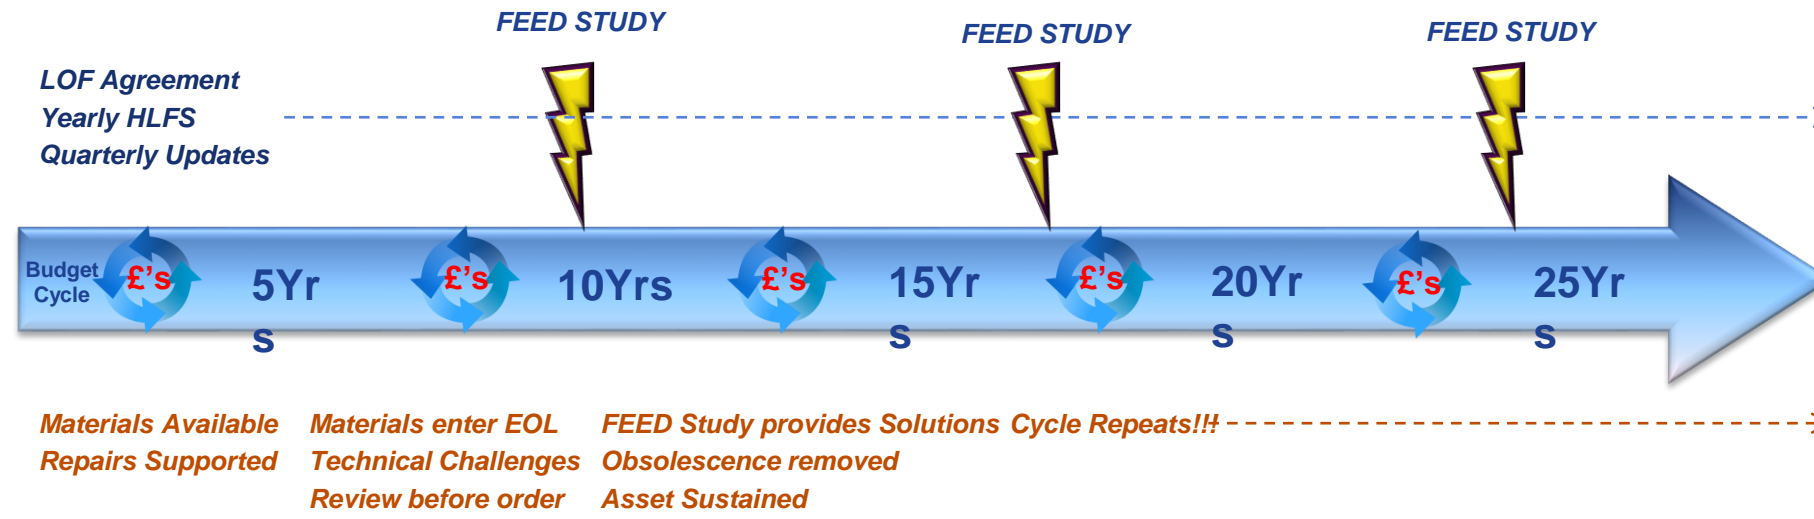 FEED STUDY
FEED STUDY
FEED STUDY
LOF Agreement
Yearly HLFS
Quarterly Updates
Budget
Cycle
£'s
5Yr
s
£'s
10Yrs
£'s
15Yr
s
£'s
20Yr
s
£'s
25Yr
s
Materials Available
Repairs Supported
Materials enter EOL
Technical Challenges
Review before order
FEED Study provides Solutions
Obsolescence removed
Asset Sustained
Cycle Repeats!!!